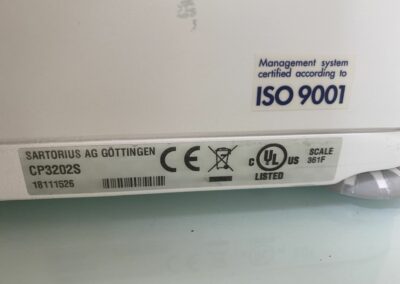 Management system
certified according to
ISO 9001
SARTORIUS AG GÖTTINGEN
CP3202S
18111526
CE
C UL US
LISTED
SCALE
361F